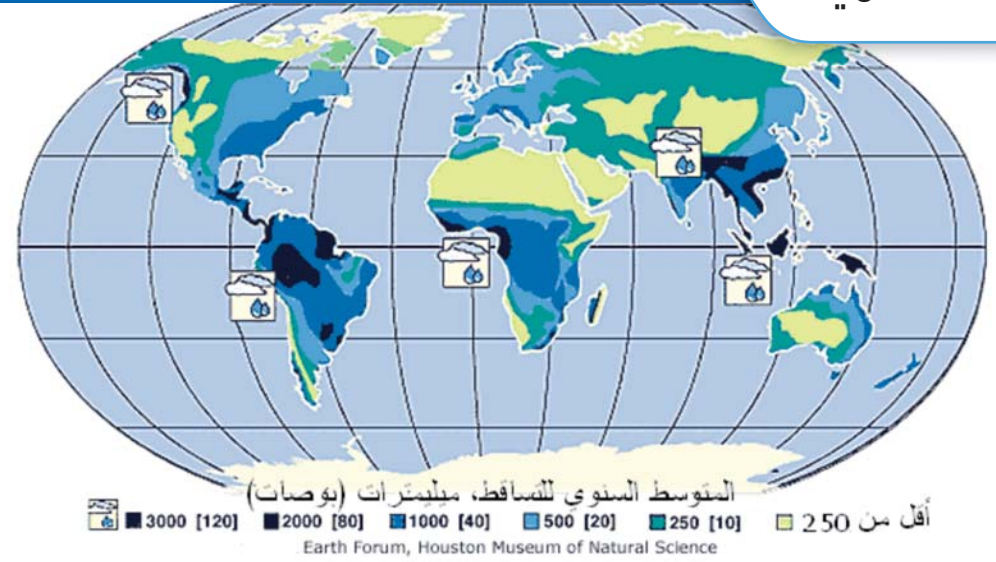 المتوسط السنوي للتساقط، ميليمترات (بوصات)
3000 [120] 2000 [80] 1000 [40] 500 [20] 250 [10] أقل من 250
Earth Forum, Houston Museum of Natural Science